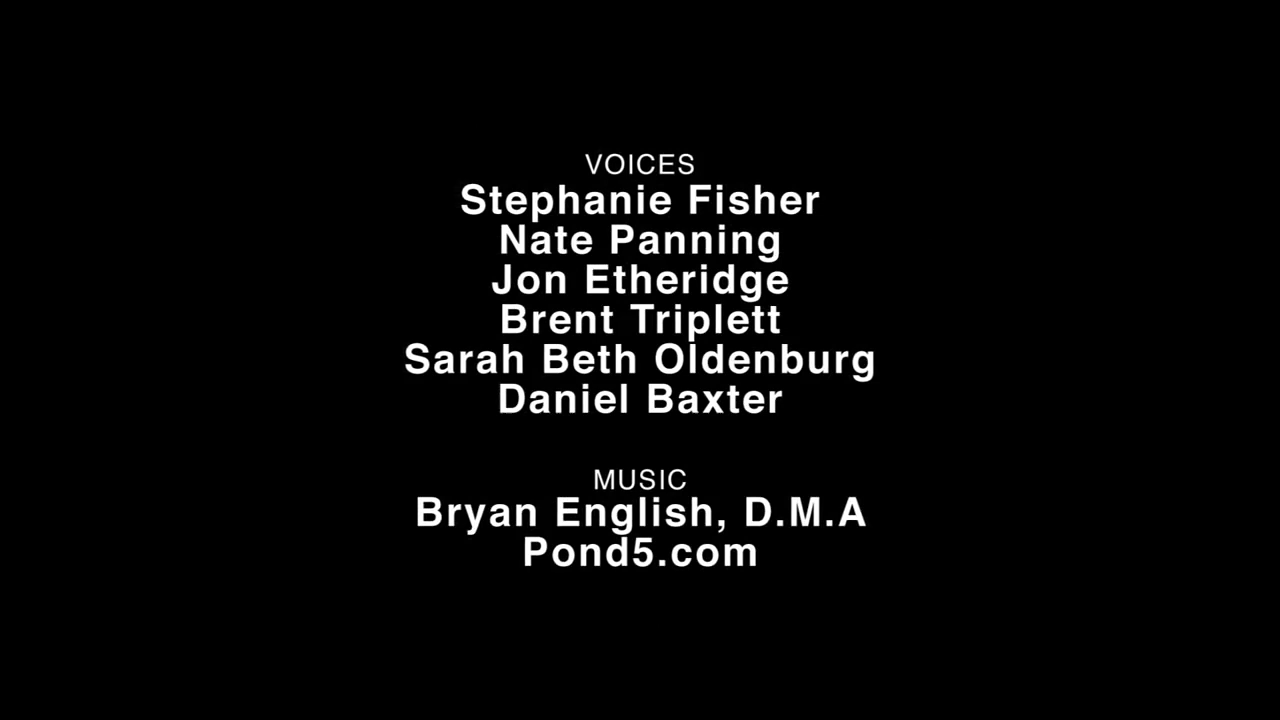 VOICES
Stephanie Fisher
Nate Panning
Jon Etheridge
Brent Triplett
Sarah Beth Oldenburg
Daniel Baxter
MUSIC
Bryan English, D.M.A
Pond5.com